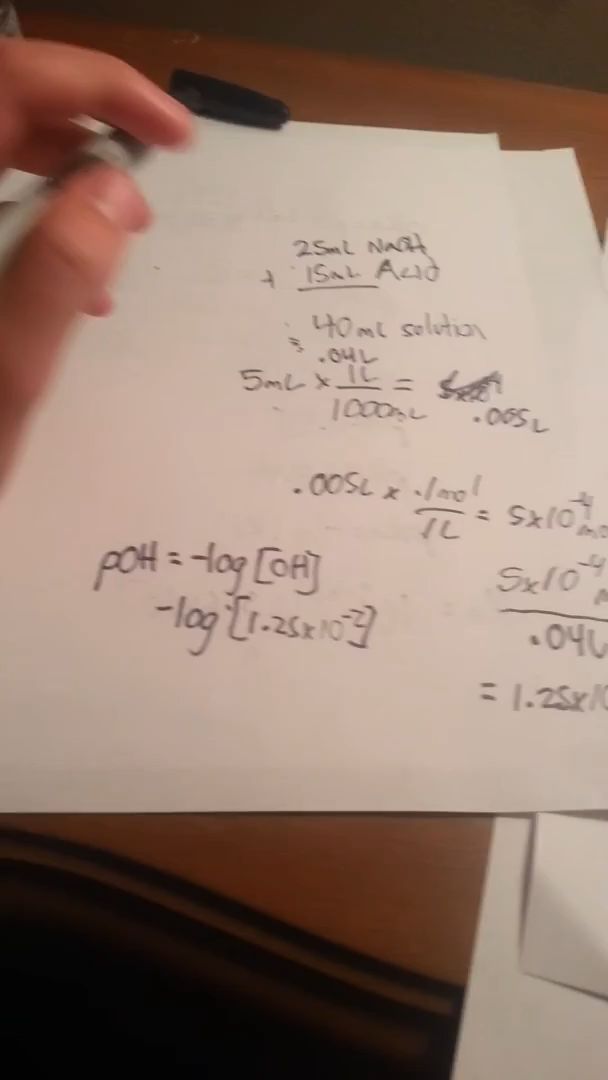 25mL NaOH
+ 15mL Acid
40mL solution
.04L
5mL × 1L / 1000mL = .005L
.005L × .1mol / 1L = 5x10^-4
5x10^-4
.04L
= 1.25x10
pOH = -log [OH]
-log [1.25x10^-2]